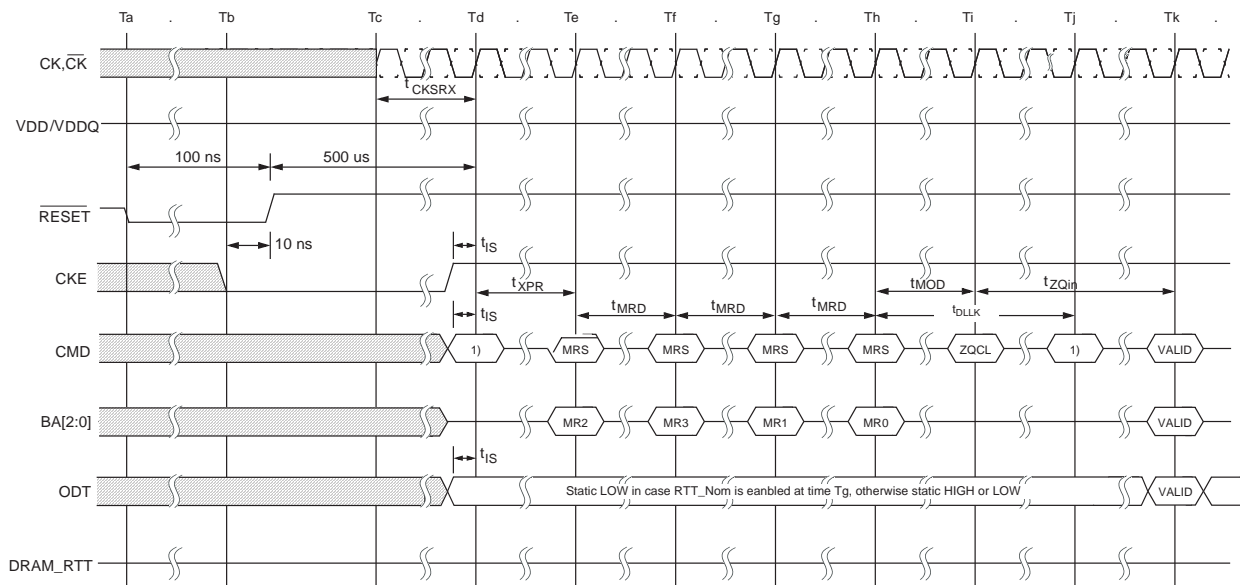 Ta . Tb . Tc . Td . Te . Tf . Tg . Th . Ti . Tj . Tk .
CK,CK
tCKSRX
VDD/VDDQ
100 ns
500 us
RESET
10 ns
tIS
CKE
tXPR
tMOD
tZQin
tMRD
tMRD
tMRD
tDLLK
tIS
CMD
1)
MRS
MRS
MRS
MRS
ZQCL
1)
VALID
BA[2:0]
MR2
MR3
MR1
MR0
VALID
tIS
ODT
Static LOW in case RTT_Nom is eanbled at time Tg, otherwise static HIGH or LOW
VALID
DRAM_RTT